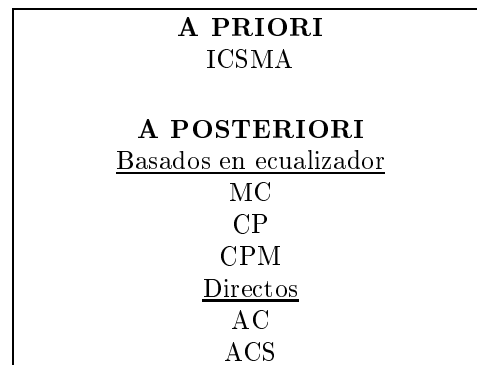 A PRIORI
ICSMA
A POSTERIORI
Basados en ecualizador
MC
CP
CPM
Directos
AC
ACS